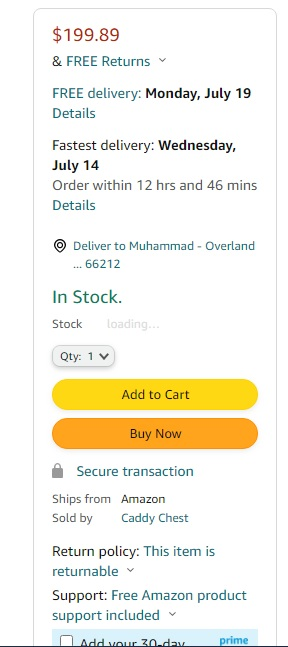 $199.89
& FREE Returns
FREE delivery: Monday, July 19
Details
Fastest delivery: Wednesday,
July 14
Order within 12 hrs and 46 mins
Details
Deliver to Muhammad - Overland
... 66212
In Stock.
Stock loading...
Qty: 1
Add to Cart
Buy Now
Secure transaction
Ships from Amazon
Sold by Caddy Chest
Return policy: This item is
returnable
Support: Free Amazon product
support included
Add your 30-day prime